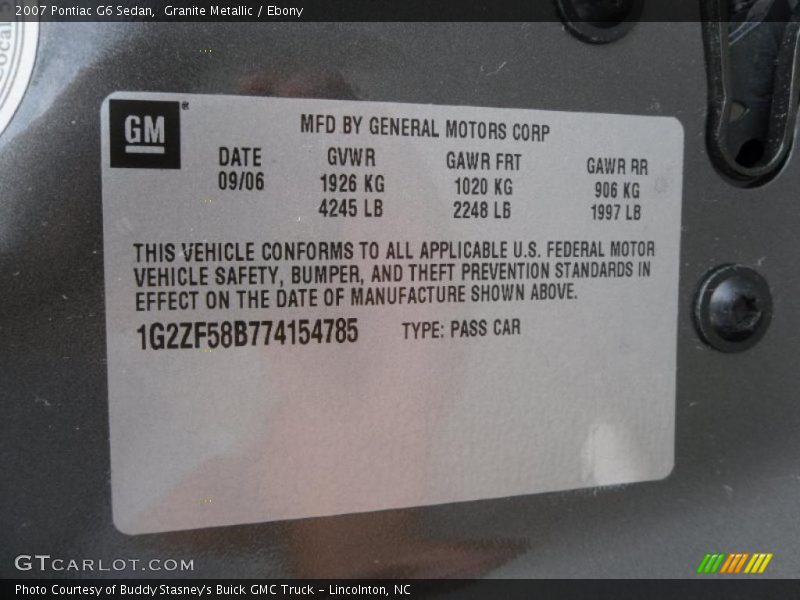 2007 Pontiac G6 Sedan, Granite Metallic / Ebony
GM
MFD BY GENERAL MOTORS CORP
DATE GVWR GAWR FRT GAWR RR
09/06 1926 KG 1020 KG 906 KG
4245 LB 2248 LB 1997 LB
THIS VEHICLE CONFORMS TO ALL APPLICABLE U.S. FEDERAL MOTOR
VEHICLE SAFETY, BUMPER, AND THEFT PREVENTION STANDARDS IN
EFFECT ON THE DATE OF MANUFACTURE SHOWN ABOVE.
1G2ZF58B774154785 TYPE: PASS CAR
GTCARLOT.COM
Photo Courtesy of Buddy Stasney's Buick GMC Truck - Lincolnton, NC